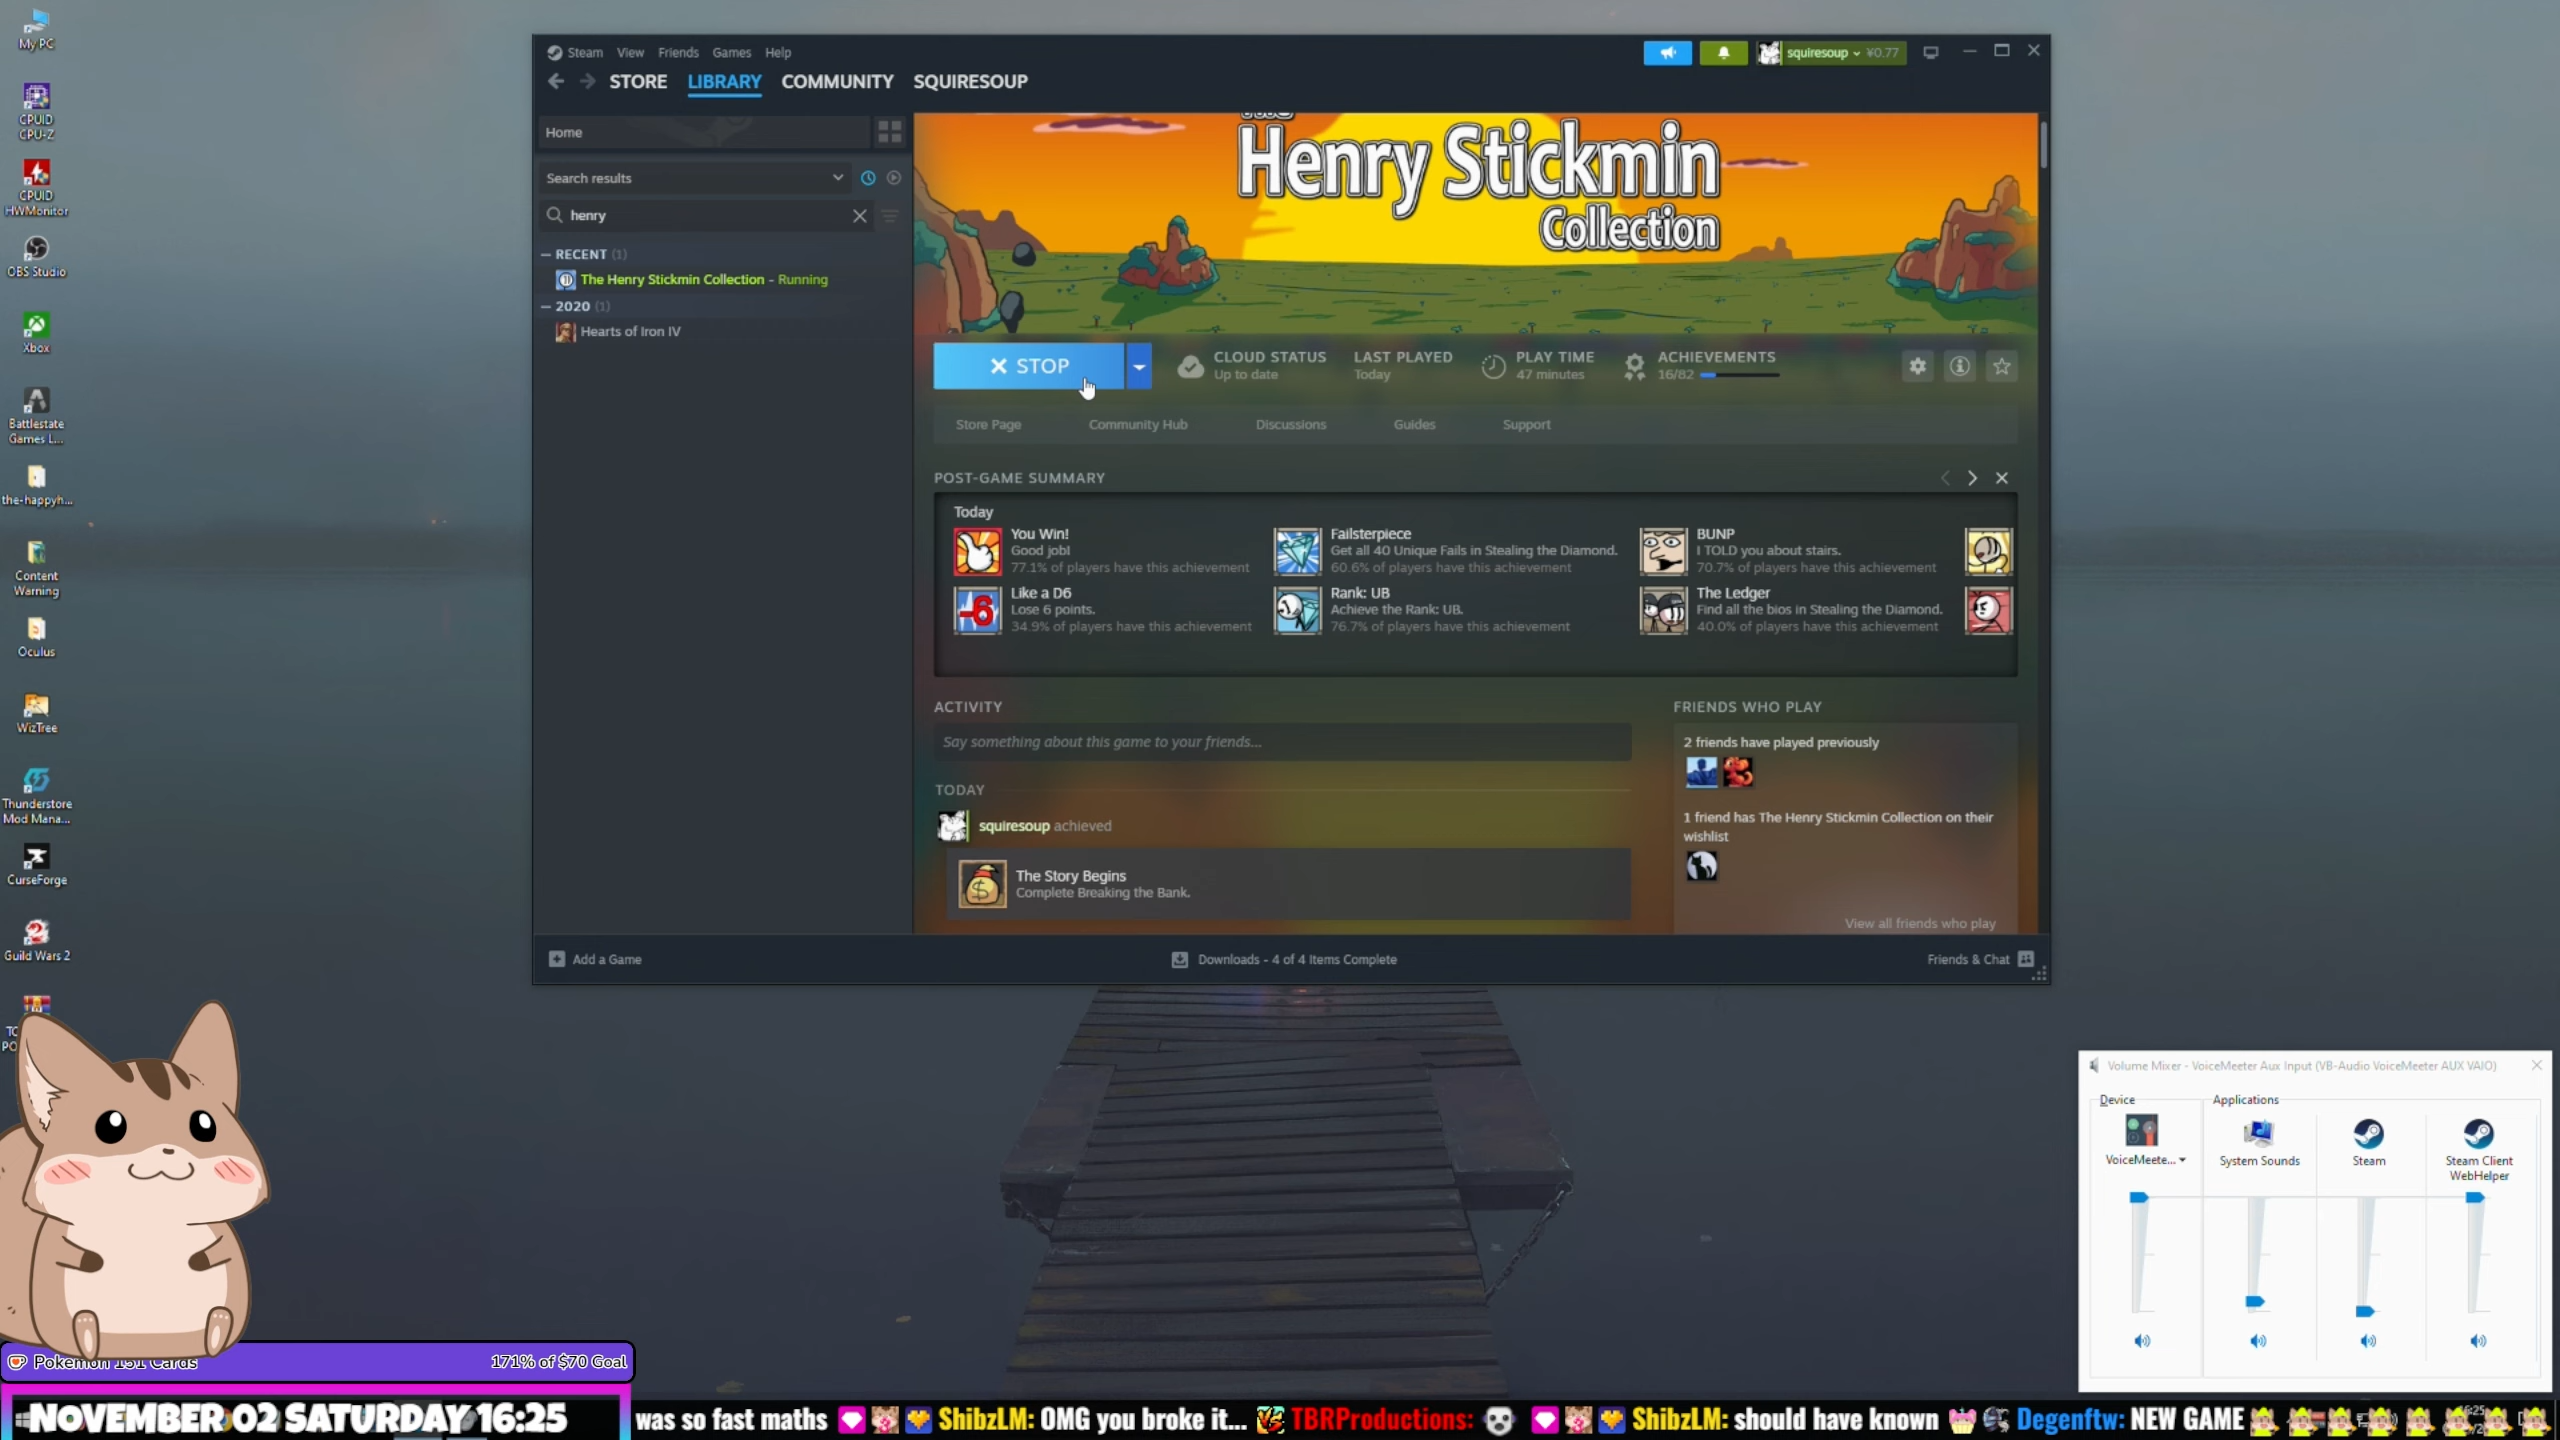 My PC
CPUID
CPU-Z
CPUID
HWMonitor
OBS Studio
Xbox
Battlestate
Games L...
the-happyh...
Content
Warning
Oculus
WizTree
Thunderstore
Mod Mana...
CurseForge
Guild Wars 2
Steam View Friends Games Help
squiresoup ¥0.77
STORE LIBRARY COMMUNITY SQUIRESOUP
Home
Search results
henry
— RECENT (1)
The Henry Stickmin Collection - Running
— 2020 (1)
Hearts of Iron IV
Henry Stickmin
Collection
STOP
CLOUD STATUS
Up to date
LAST PLAYED
Today
PLAY TIME
47 minutes
ACHIEVEMENTS
16/82
Store Page Community Hub Discussions Guides Support
POST-GAME SUMMARY
Today
You Win!
Good job!
77.1% of players have this achievement
Failsterpiece
Get all 40 Unique Fails in Stealing the Diamond.
60.6% of players have this achievement
BUNP
I TOLD you about stairs.
70.7% of players have this achievement
Like a D6
Lose 6 points.
34.9% of players have this achievement
Rank: UB
Achieve the Rank: UB.
76.7% of players have this achievement
The Ledger
Find all the bios in Stealing the Diamond.
40.0% of players have this achievement
ACTIVITY
Say something about this game to your friends...
TODAY
squiresoup achieved
The Story Begins
Complete Breaking the Bank.
FRIENDS WHO PLAY
2 friends have played previously
1 friend has The Henry Stickmin Collection on their
wishlist
View all friends who play
Add a Game
Downloads - 4 of 4 Items Complete
Friends & Chat
Volume Mixer - VoiceMeeter Aux Input (VB-Audio VoiceMeeter AUX VAIO)
Device
Applications
VoiceMeete...
System Sounds
Steam
Steam Client
WebHelper
Pokemon 151 Cards 171% of $70 Goal
NOVEMBER 02 SATURDAY 16:25
was so fast maths ShibzLM: OMG you broke it... TBRProductions: ShibzLM: should have known Degenftw: NEW GAME